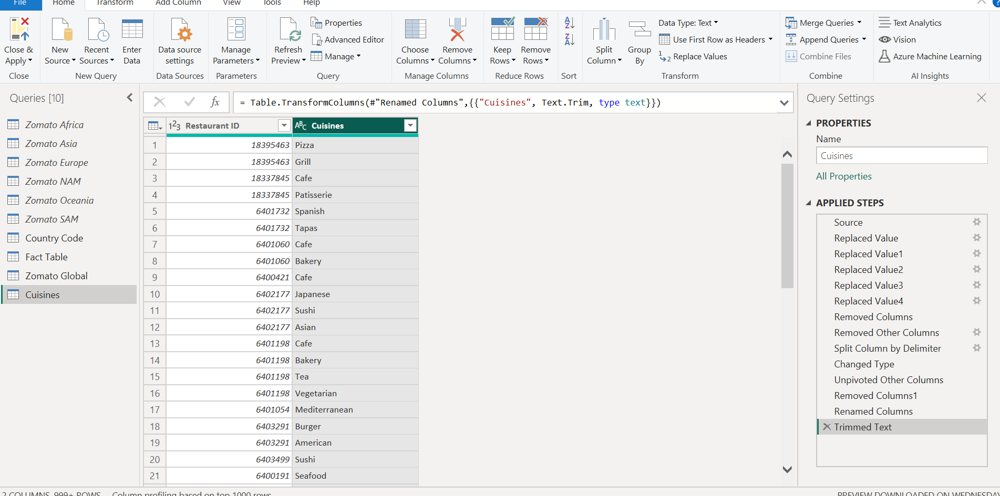 File Home Transform Add Column View Tools Help
Close & Apply
New Source
Recent Sources
Enter Data
Data source settings
Manage Parameters
Refresh Preview
Properties
Advanced Editor
Manage
Choose Columns
Remove Columns
Keep Rows
Remove Rows
A Z
Z A
Split Column
Group By
Data Type: Text
Use First Row as Headers
1 2 Replace Values
Merge Queries
Append Queries
Combine Files
Text Analytics
Vision
Azure Machine Learning
Close New Query Data Sources Parameters Query Manage Columns Reduce Rows Sort Transform Combine AI Insights
Queries [10]
Zomato Africa
Zomato Asia
Zomato Europe
Zomato NAM
Zomato Oceania
Zomato SAM
Country Code
Fact Table
Zomato Global
Cuisines
fx = Table.TransformColumns(#"Renamed Columns",{{"Cuisines", Text.Trim, type text}})
123 Restaurant ID ABC Cuisines
1 18395463 Pizza
2 18395463 Grill
3 18337845 Cafe
4 18337845 Patisserie
5 6401732 Spanish
6 6401732 Tapas
7 6401060 Cafe
8 6401060 Bakery
9 6400421 Cafe
10 6402177 Japanese
11 6402177 Sushi
12 6402177 Asian
13 6401198 Cafe
14 6401198 Bakery
15 6401198 Tea
16 6401198 Vegetarian
17 6401054 Mediterranean
18 6403291 Burger
19 6403291 American
20 6403499 Sushi
21 6400191 Seafood
Query Settings
PROPERTIES
Name
Cuisines
All Properties
APPLIED STEPS
Source
Replaced Value
Replaced Value1
Replaced Value2
Replaced Value3
Replaced Value4
Removed Columns
Removed Other Columns
Split Column by Delimiter
Changed Type
Unpivoted Other Columns
Removed Columns1
Renamed Columns
Trimmed Text
2 COLUMNS, 999+ ROWS Column profiling based on top 1000 rows
PREVIEW DOWNLOADED ON WEDNESDAY